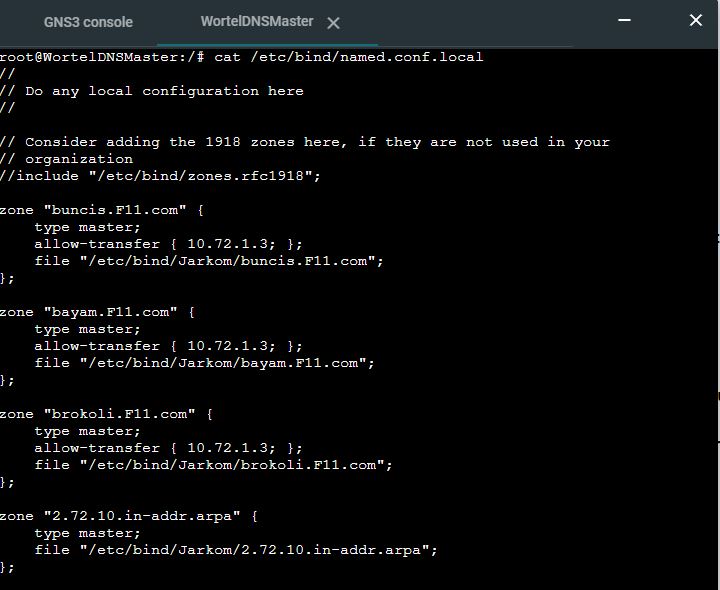 GNS3 console
WortelDNSMaster
root@WortelDNSMaster:/# cat /etc/bind/named.conf.local
//
// Do any local configuration here
//

// Consider adding the 1918 zones here, if they are not used in your
// organization
//include "/etc/bind/zones.rfc1918";

zone "buncis.F11.com" {
    type master;
    allow-transfer { 10.72.1.3; };
    file "/etc/bind/Jarkom/buncis.F11.com";
};

zone "bayam.F11.com" {
    type master;
    allow-transfer { 10.72.1.3; };
    file "/etc/bind/Jarkom/bayam.F11.com";
};

zone "brokoli.F11.com" {
    type master;
    allow-transfer { 10.72.1.3; };
    file "/etc/bind/Jarkom/brokoli.F11.com";
};

zone "2.72.10.in-addr.arpa" {
    type master;
    file "/etc/bind/Jarkom/2.72.10.in-addr.arpa";
};